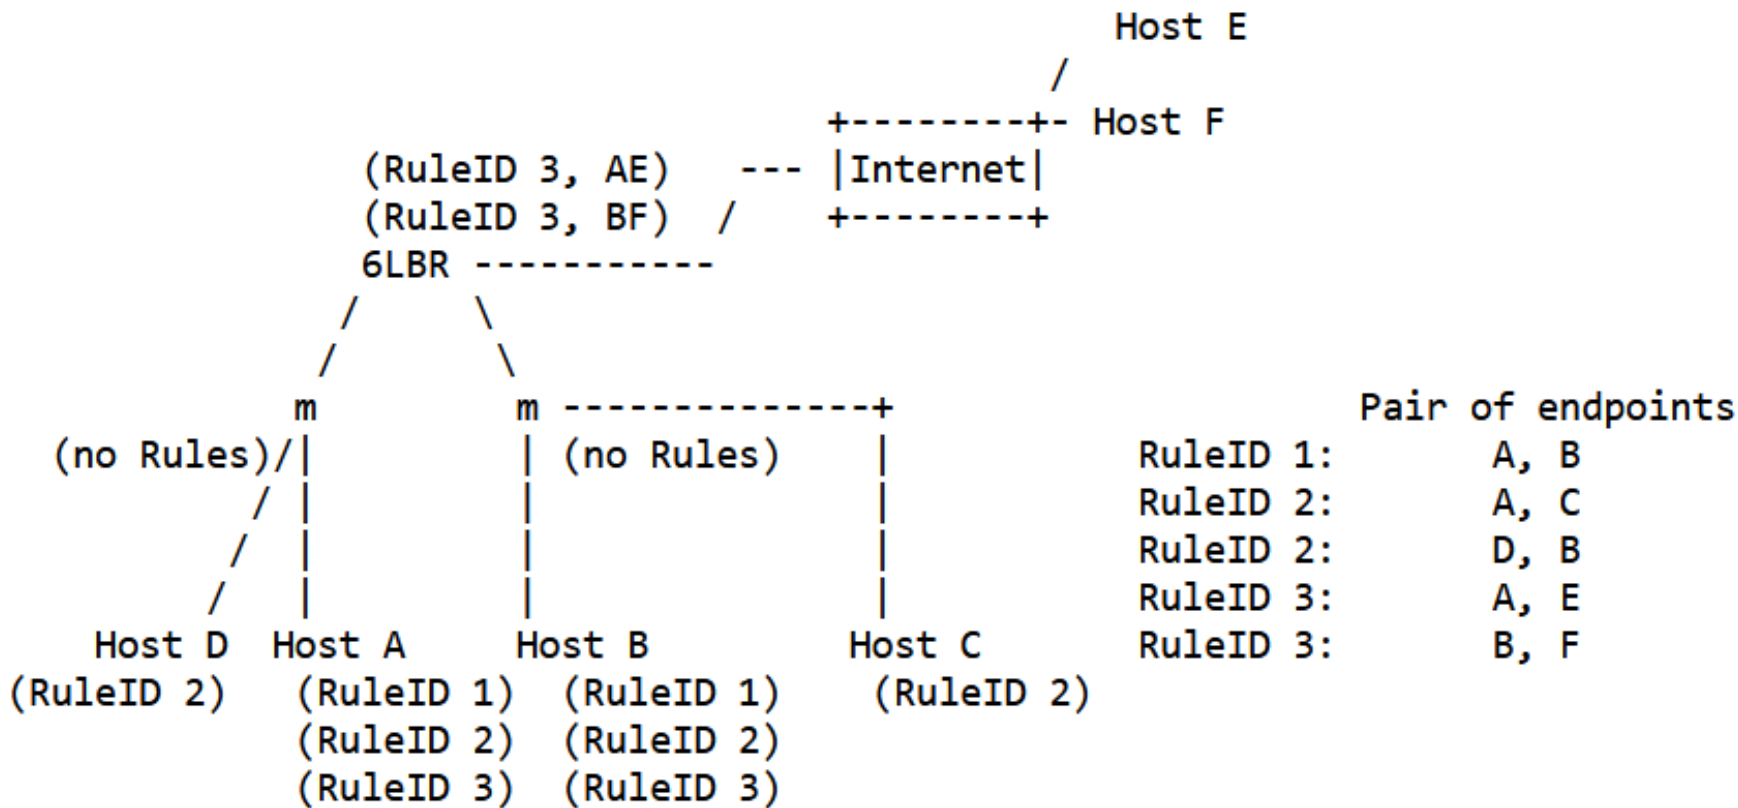 Host E
                                               /
                                     +--------+- Host F
                (RuleID 3, AE)   --- |Internet|
                (RuleID 3, BF)  /    +--------+
                6LBR -----------
               /     \
              /       \
             m         m --------------+                     Pair of endpoints
  (no Rules)/|         | (no Rules)    |           RuleID 1:       A, B
           / |         |               |           RuleID 2:       A, C
          /  |         |               |           RuleID 2:       D, B
         /   |         |               |           RuleID 3:       A, E
    Host D  Host A     Host B         Host C       RuleID 3:       B, F
(RuleID 2)   (RuleID 1)  (RuleID 1)    (RuleID 2)
             (RuleID 2)  (RuleID 2)
             (RuleID 3)  (RuleID 3)